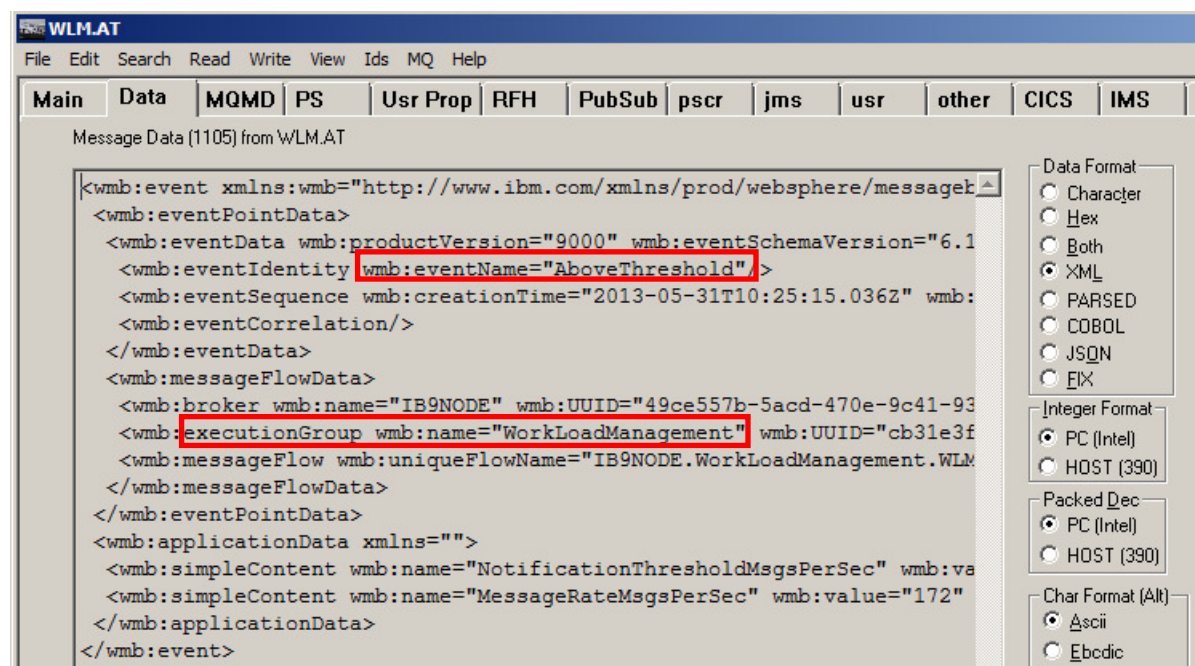 WLM.AT
File Edit Search Read Write View Ids MQ Help
Main Data MQMD PS Usr Prop RFH PubSub pscr jms usr other CICS IMS
Message Data (1105) from WLM.AT
<wmb:event xmlns:wmb="http://www.ibm.com/xmlns/prod/websphere/messageb
<wmb:eventPointData>
<wmb:eventData wmb:productVersion="9000" wmb:eventSchemaVersion="6.1
<wmb:eventIdentity wmb:eventName="AboveThreshold"/>
<wmb:eventSequence wmb:creationTime="2013-05-31T10:25:15.036Z" wmb:
<wmb:eventCorrelation/>
</wmb:eventData>
<wmb:messageFlowData>
<wmb:broker wmb:name="IB9NODE" wmb:UUID="49ce557b-5acd-470e-9c41-93
<wmb:executionGroup wmb:name="WorkLoadManagement" wmb:UUID="cb31e3f
<wmb:messageFlow wmb:uniqueFlowName="IB9NODE.WorkLoadManagement.WLM
</wmb:messageFlowData>
</wmb:eventPointData>
<wmb:applicationData xmlns="">
<wmb:simpleContent wmb:name="NotificationThresholdMsgsPerSec" wmb:va
<wmb:simpleContent wmb:name="MessageRateMsgsPerSec" wmb:value="172"
</wmb:applicationData>
</wmb:event>
Data Format
Character
Hex
Both
XML
PARSED
COBOL
JSON
FIX
Integer Format
PC (Intel)
HOST (390)
Packed Dec
PC (Intel)
HOST (390)
Char Format (Alt)
Ascii
Ebcdic